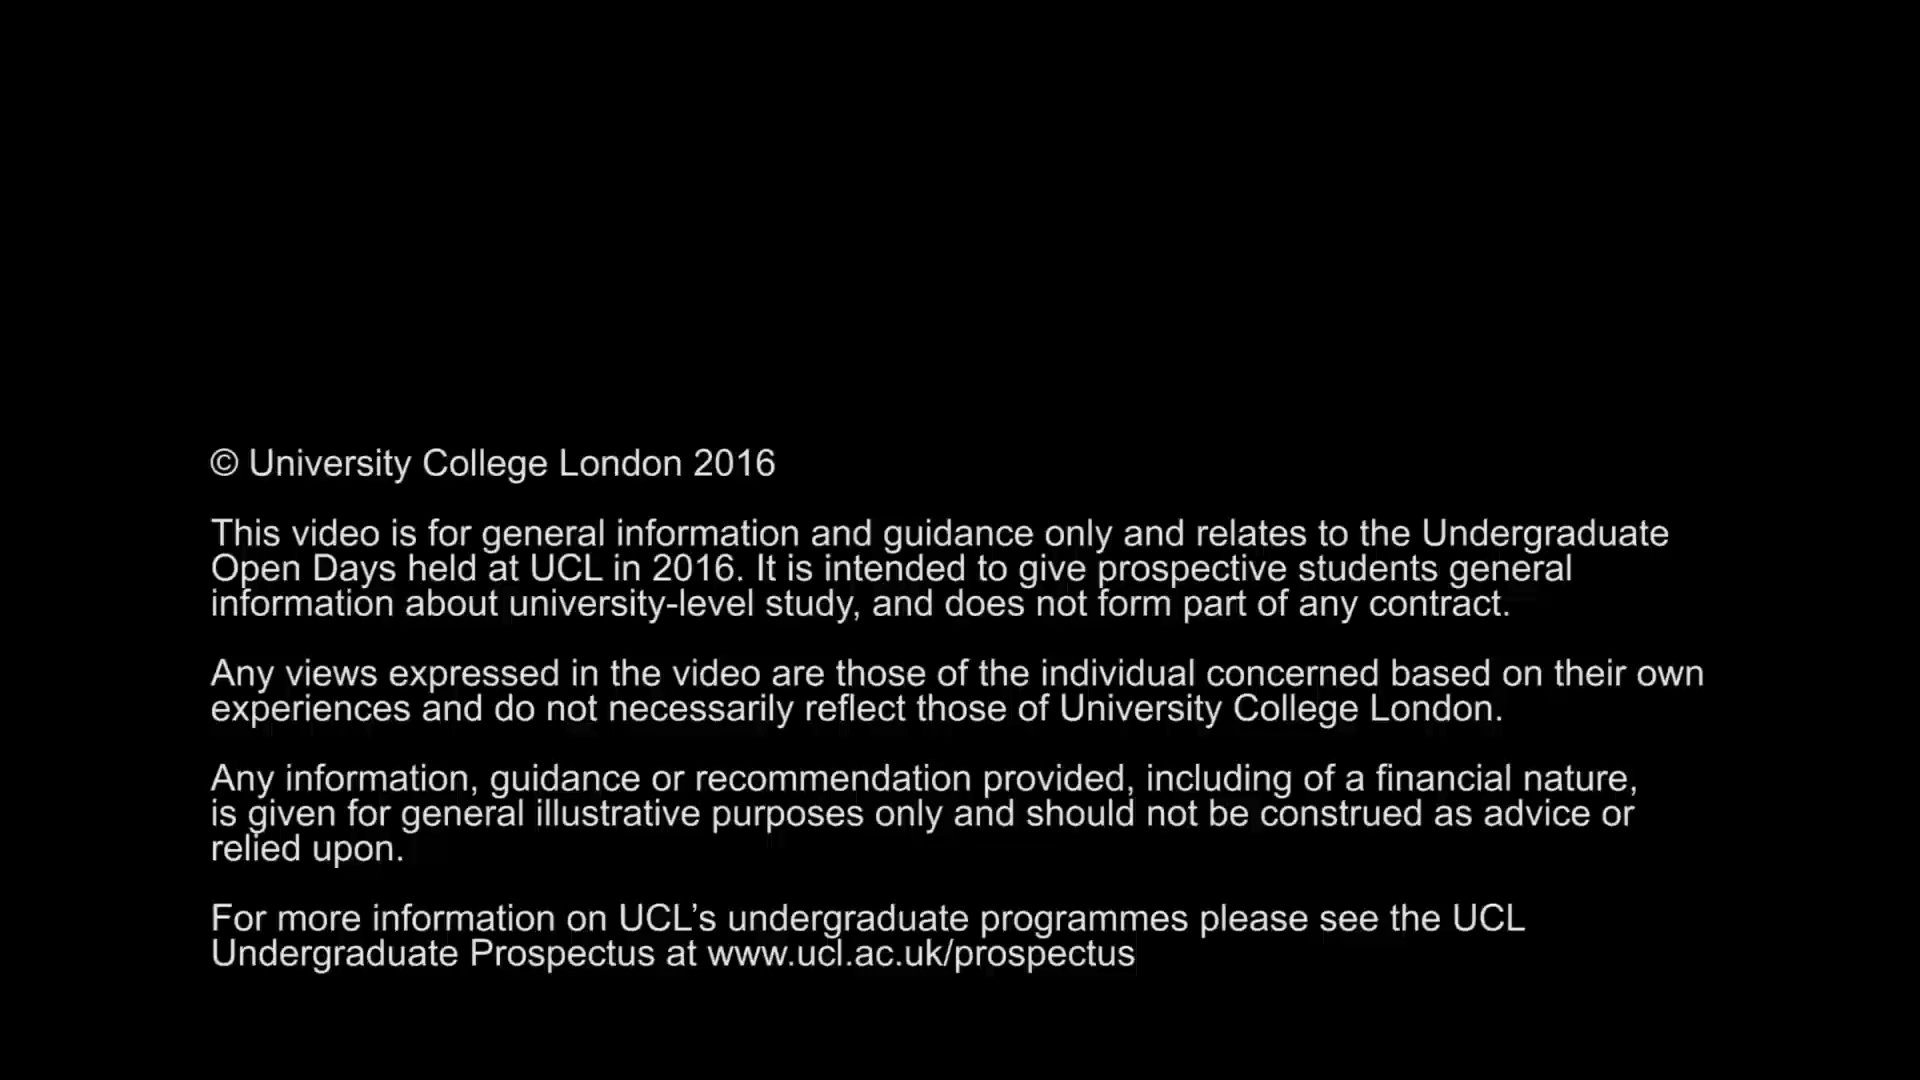 © University College London 2016
This video is for general information and guidance only and relates to the Undergraduate
Open Days held at UCL in 2016. It is intended to give prospective students general
information about university-level study, and does not form part of any contract.
Any views expressed in the video are those of the individual concerned based on their own
experiences and do not necessarily reflect those of University College London.
Any information, guidance or recommendation provided, including of a financial nature,
is given for general illustrative purposes only and should not be construed as advice or
relied upon.
For more information on UCL’s undergraduate programmes please see the UCL
Undergraduate Prospectus at www.ucl.ac.uk/prospectus